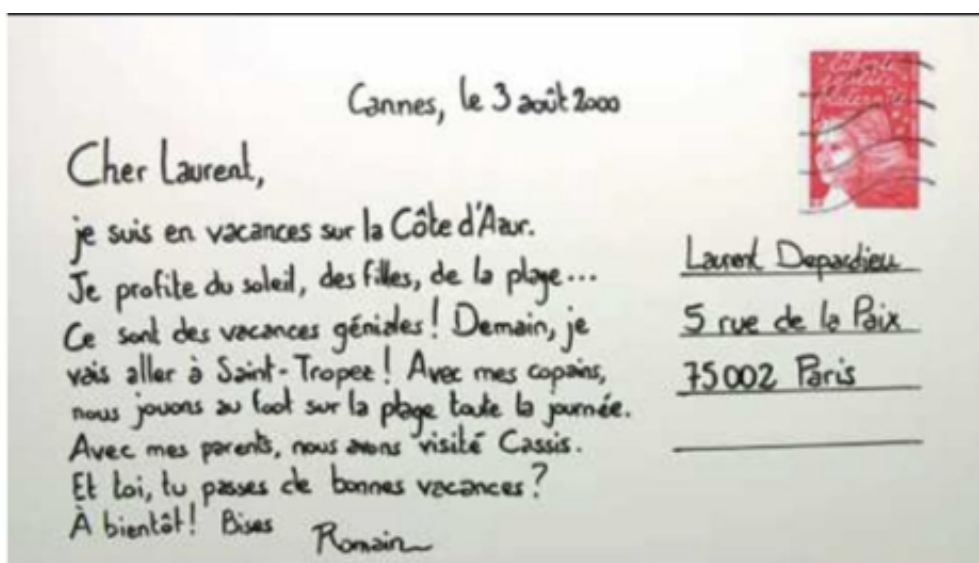 Cannes, le 3 août 2000
Cher Laurent,
je suis en vacances sur la Côte d'Azur.
Je profite du soleil, des filles, de la plage...
Ce sont des vacances géniales ! Demain, je
vais aller à Saint-Tropez ! Avec mes copains,
nous jouons au foot sur la plage toute la journée.
Avec mes parents, nous avons visité Cassis.
Et toi, tu passes de bonnes vacances ?
À bientôt ! Bises
Romain
Laurent Depardieu
5 rue de la Paix
75002 Paris